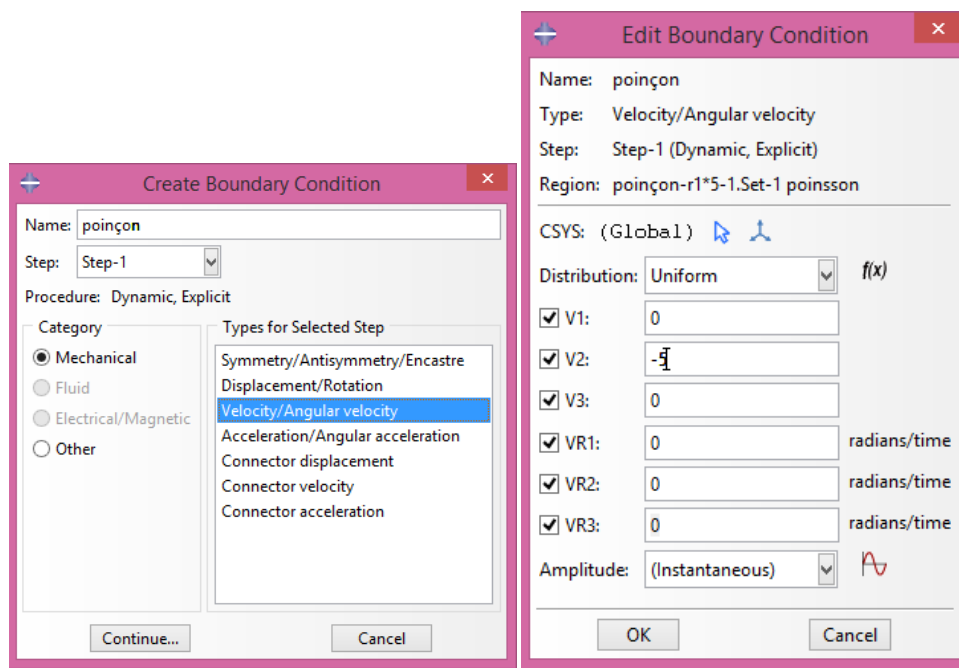 Create Boundary Condition
Name: poinçon
Step: Step-1
Procedure: Dynamic, Explicit
Category
Mechanical
Fluid
Electrical/Magnetic
Other
Types for Selected Step
Symmetry/Antisymmetry/Encastre
Displacement/Rotation
Velocity/Angular velocity
Acceleration/Angular acceleration
Connector displacement
Connector velocity
Connector acceleration
Continue... Cancel
Edit Boundary Condition
Name: poinçon
Type: Velocity/Angular velocity
Step: Step-1 (Dynamic, Explicit)
Region: poinçon-r1*5-1.Set-1 poinsson
CSYS: (Global)
Distribution: Uniform f(x)
V1: 0
V2: -5
V3: 0
VR1: 0 radians/time
VR2: 0 radians/time
VR3: 0 radians/time
Amplitude: (Instantaneous)
OK Cancel